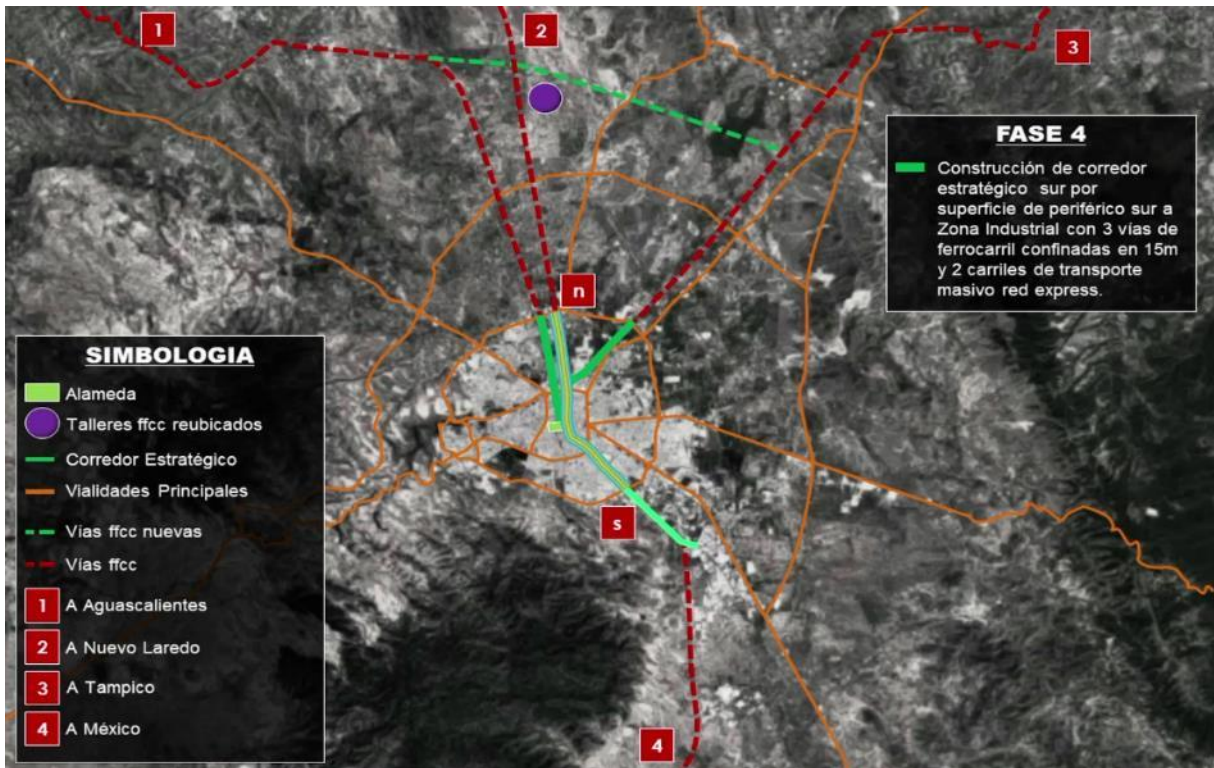 1
2
3
FASE 4
Construcción de corredor
estratégico sur por
superficie de periférico sur a
Zona Industrial con 3 vías de
ferrocarril confinadas en 15m
y 2 carriles de transporte
masivo red express.
n
SIMBOLOGIA
Alameda
Talleres ffcc reubicados
Corredor Estratégico
Vialidades Principales
Vías ffcc nuevas
Vías ffcc
1 A Aguascalientes
2 A Nuevo Laredo
3 A Tampico
4 A México
s
4